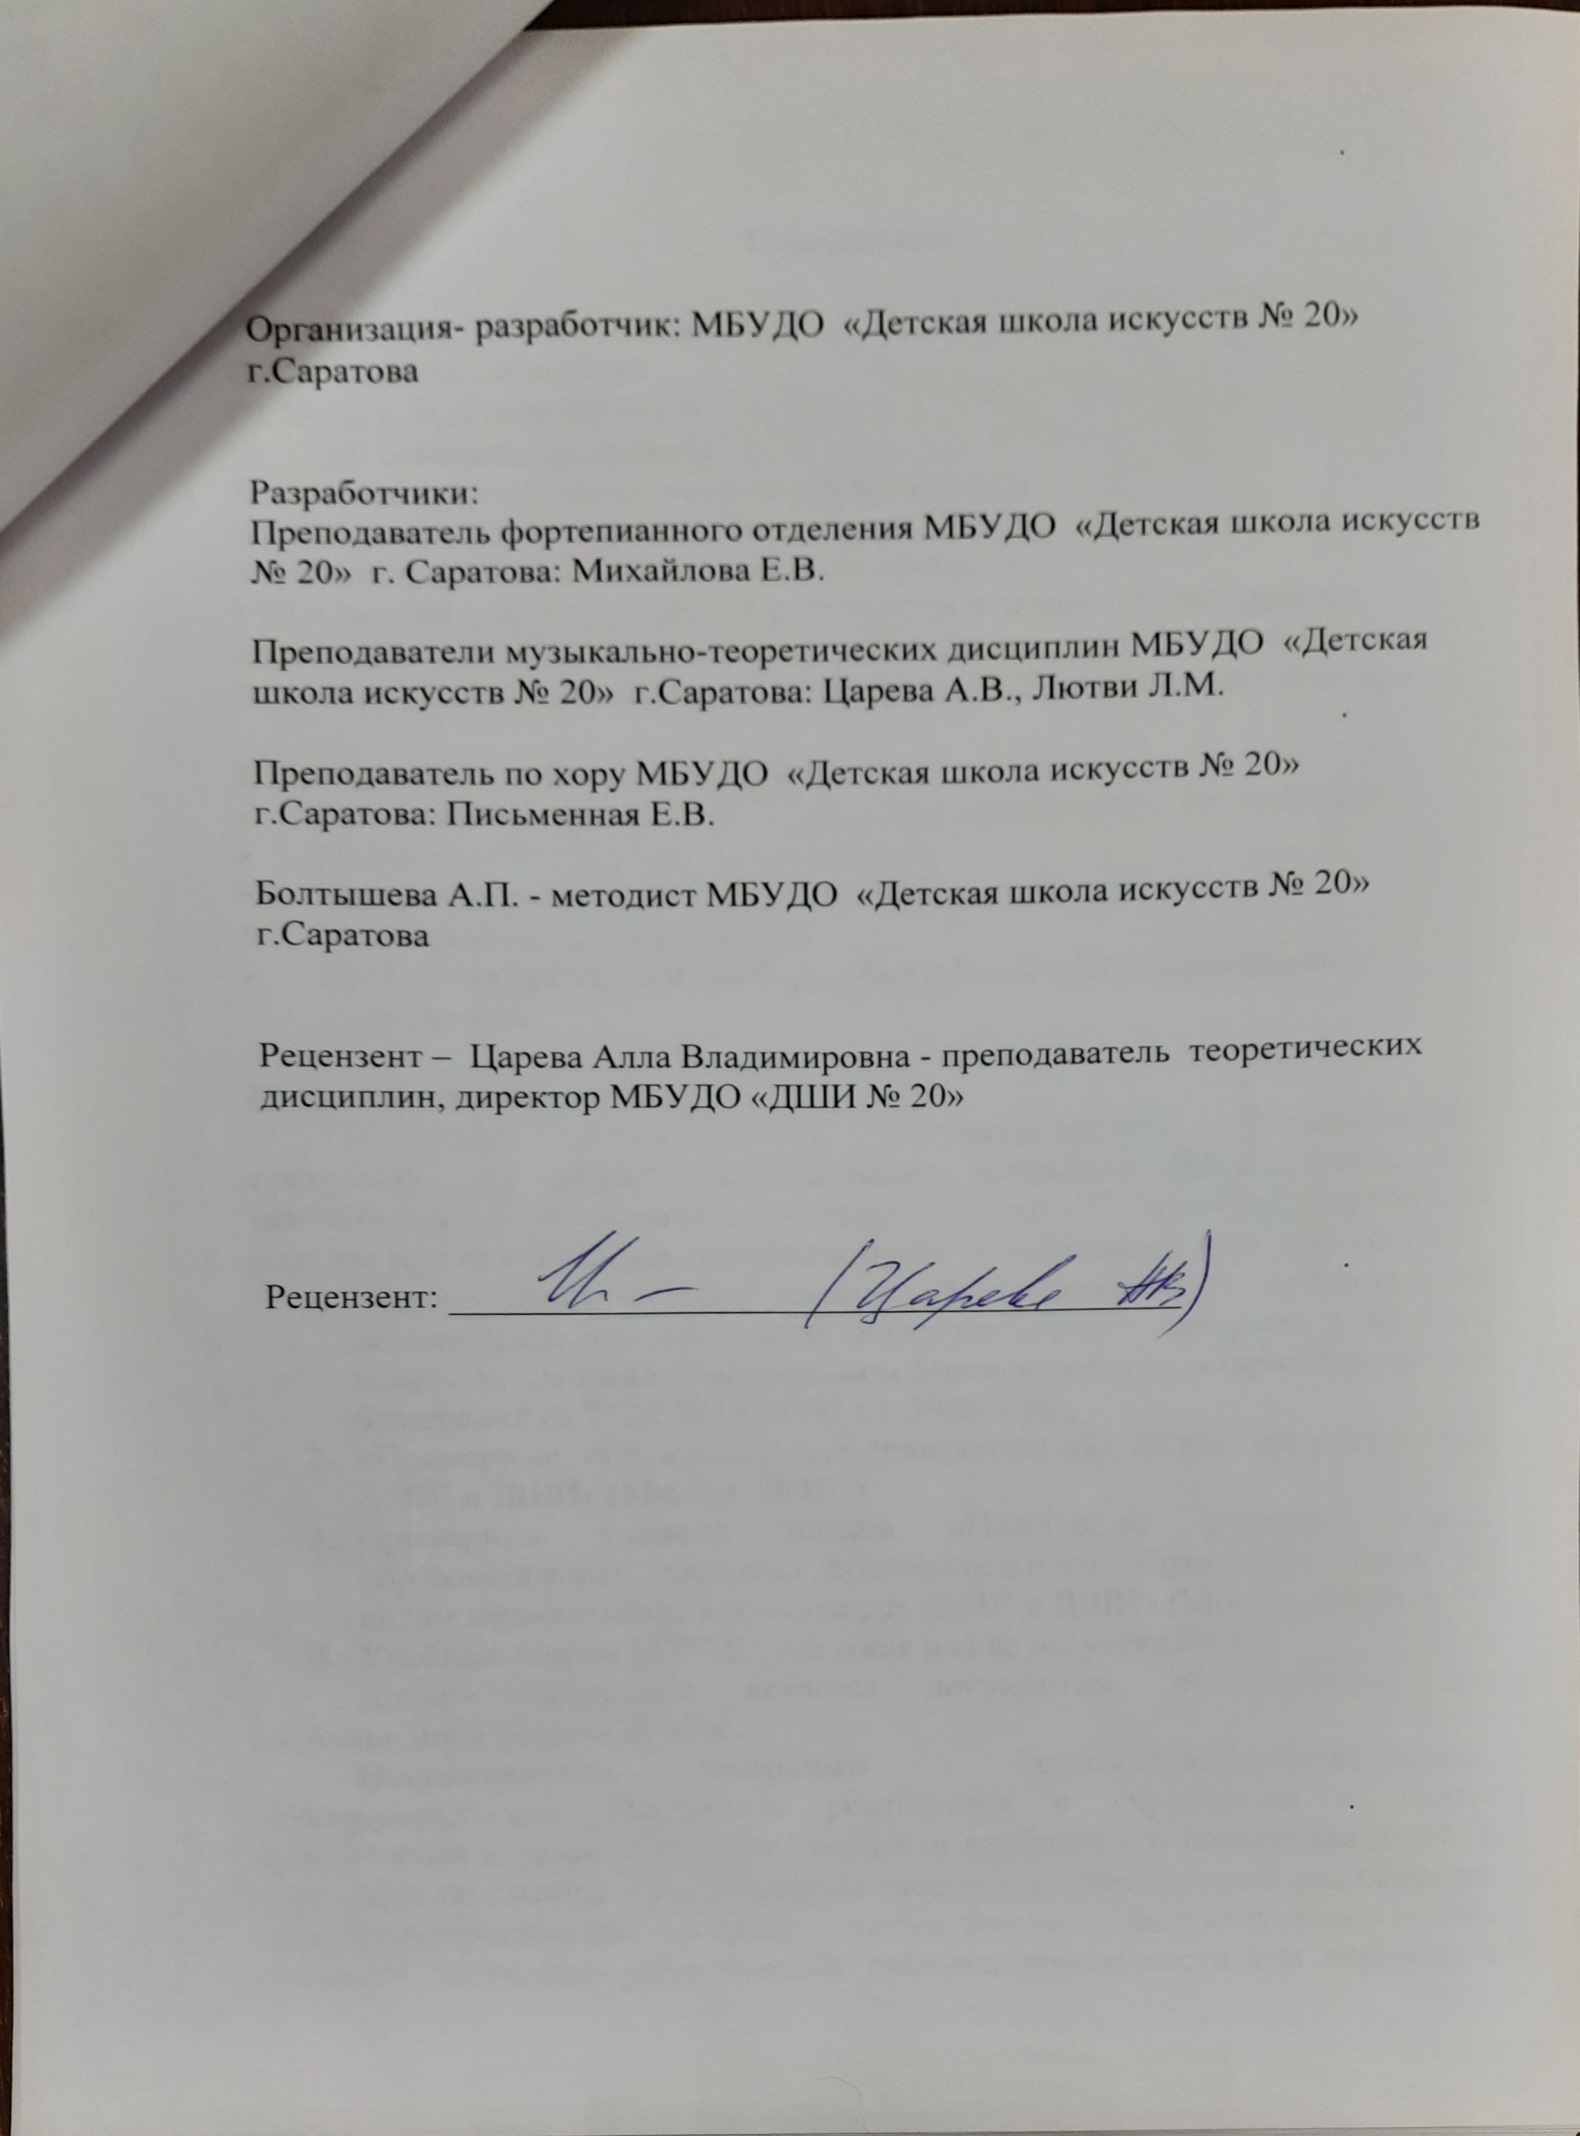 Организация- разработчик: МБУДО «Детская школа искусств № 20»
г.Саратова
Разработчики:
Преподаватель фортепианного отделения МБУДО «Детская школа искусств
№ 20» г. Саратова: Михайлова Е.В.
Преподаватели музыкально-теоретических дисциплин МБУДО «Детская
школа искусств № 20» г.Саратова: Царева А.В., Лютви Л.М.
Преподаватель по хору МБУДО «Детская школа искусств № 20»
г.Саратова: Письменная Е.В.
Болтышева А.П. - методист МБУДО «Детская школа искусств № 20»
г.Саратова
Рецензент – Царева Алла Владимировна - преподаватель теоретических
дисциплин, директор МБУДО «ДШИ № 20»
Рецензент: (Царева АВ)